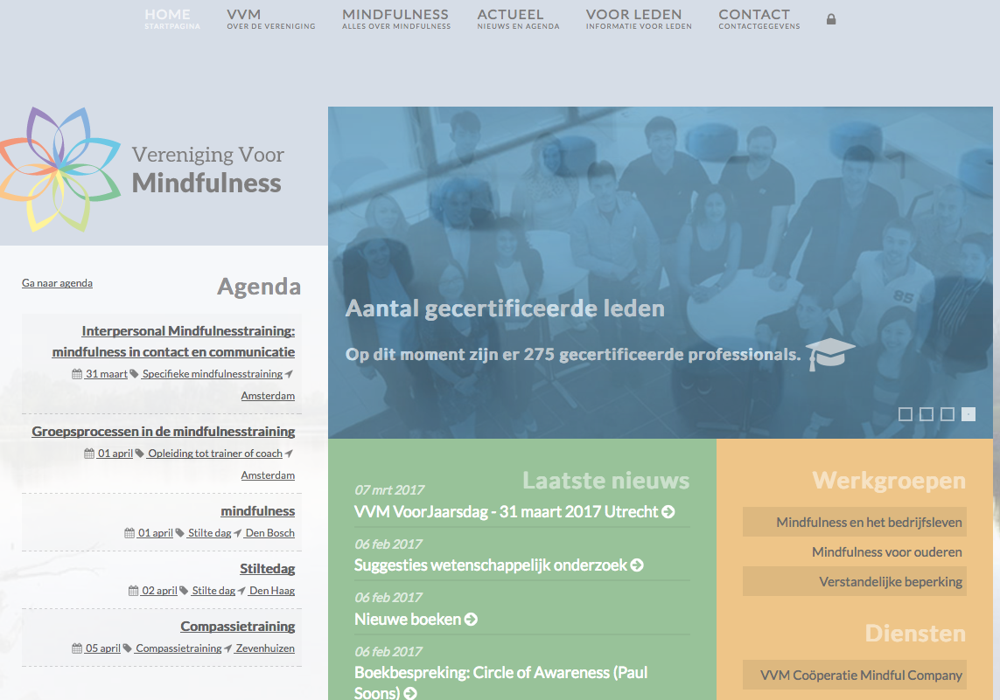 HOME
STARTPAGINA
VVM
OVER DE VERENIGING
MINDFULNESS
ALLES OVER MINDFULNESS
ACTUEEL
NIEUWS EN AGENDA
VOOR LEDEN
INFORMATIE VOOR LEDEN
CONTACT
CONTACTGEGEVENS
Vereniging Voor
Mindfulness
Ga naar agenda
Agenda
Interpersonal Mindfulnesstraining:
mindfulness in contact en communicatie
31 maart Specifieke mindfulnesstraining
Amsterdam
Groepsprocessen in de mindfulnesstraining
01 april Opleiding tot trainer of coach
Amsterdam
mindfulness
01 april Stilte dag Den Bosch
Stiltedag
02 april Stilte dag Den Haag
Compassietraining
05 april Compassietraining Zevenhuizen
Aantal gecertificeerde leden
Op dit moment zijn er 275 gecertificeerde professionals.
85
Laatste nieuws
07 mrt 2017
VVM VoorJaarsdag - 31 maart 2017 Utrecht
06 feb 2017
Suggesties wetenschappelijk onderzoek
06 feb 2017
Nieuwe boeken
06 feb 2017
Boekbespreking: Circle of Awareness (Paul
Soons)
Werkgroepen
Mindfulness en het bedrijfsleven
Mindfulness voor ouderen
Verstandelijke beperking
Diensten
VVM Coöperatie Mindful Company